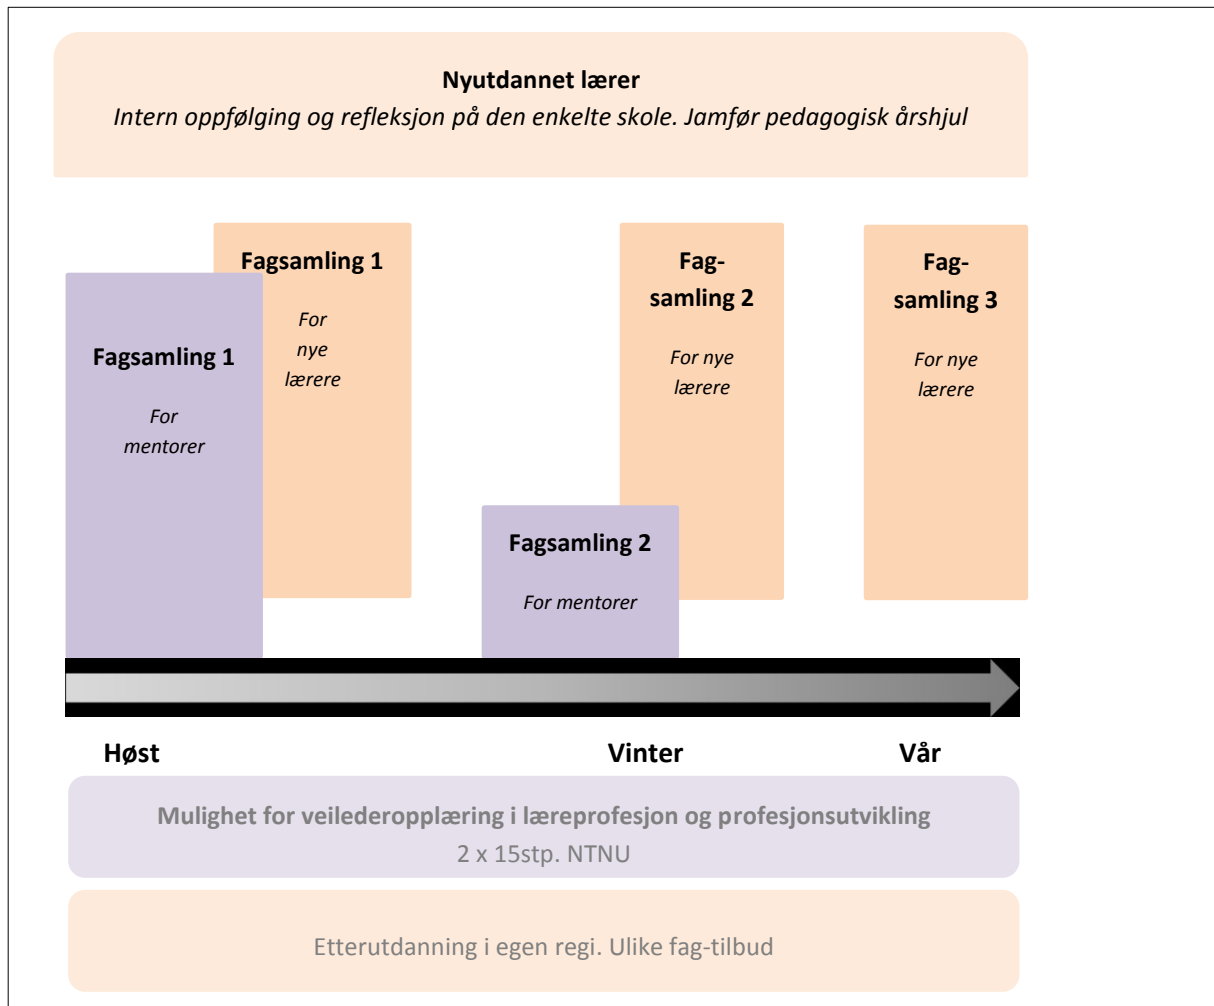 Nyutdannet lærer
Intern oppfølging og refleksjon på den enkelte skole. Jamfør pedagogisk årshjul
Fagsamling 1
For
nye
lærere
Fagsamling 1
For
mentorer
Fag-
samling 2
For nye
lærere
Fag-
samling 3
For nye
lærere
Fagsamling 2
For mentorer
Høst
Vinter
Vår
Mulighet for veilederopplæring i læreprofesjon og profesjonsutvikling
2 x 15stp. NTNU
Etterutdanning i egen regi. Ulike fag-tilbud